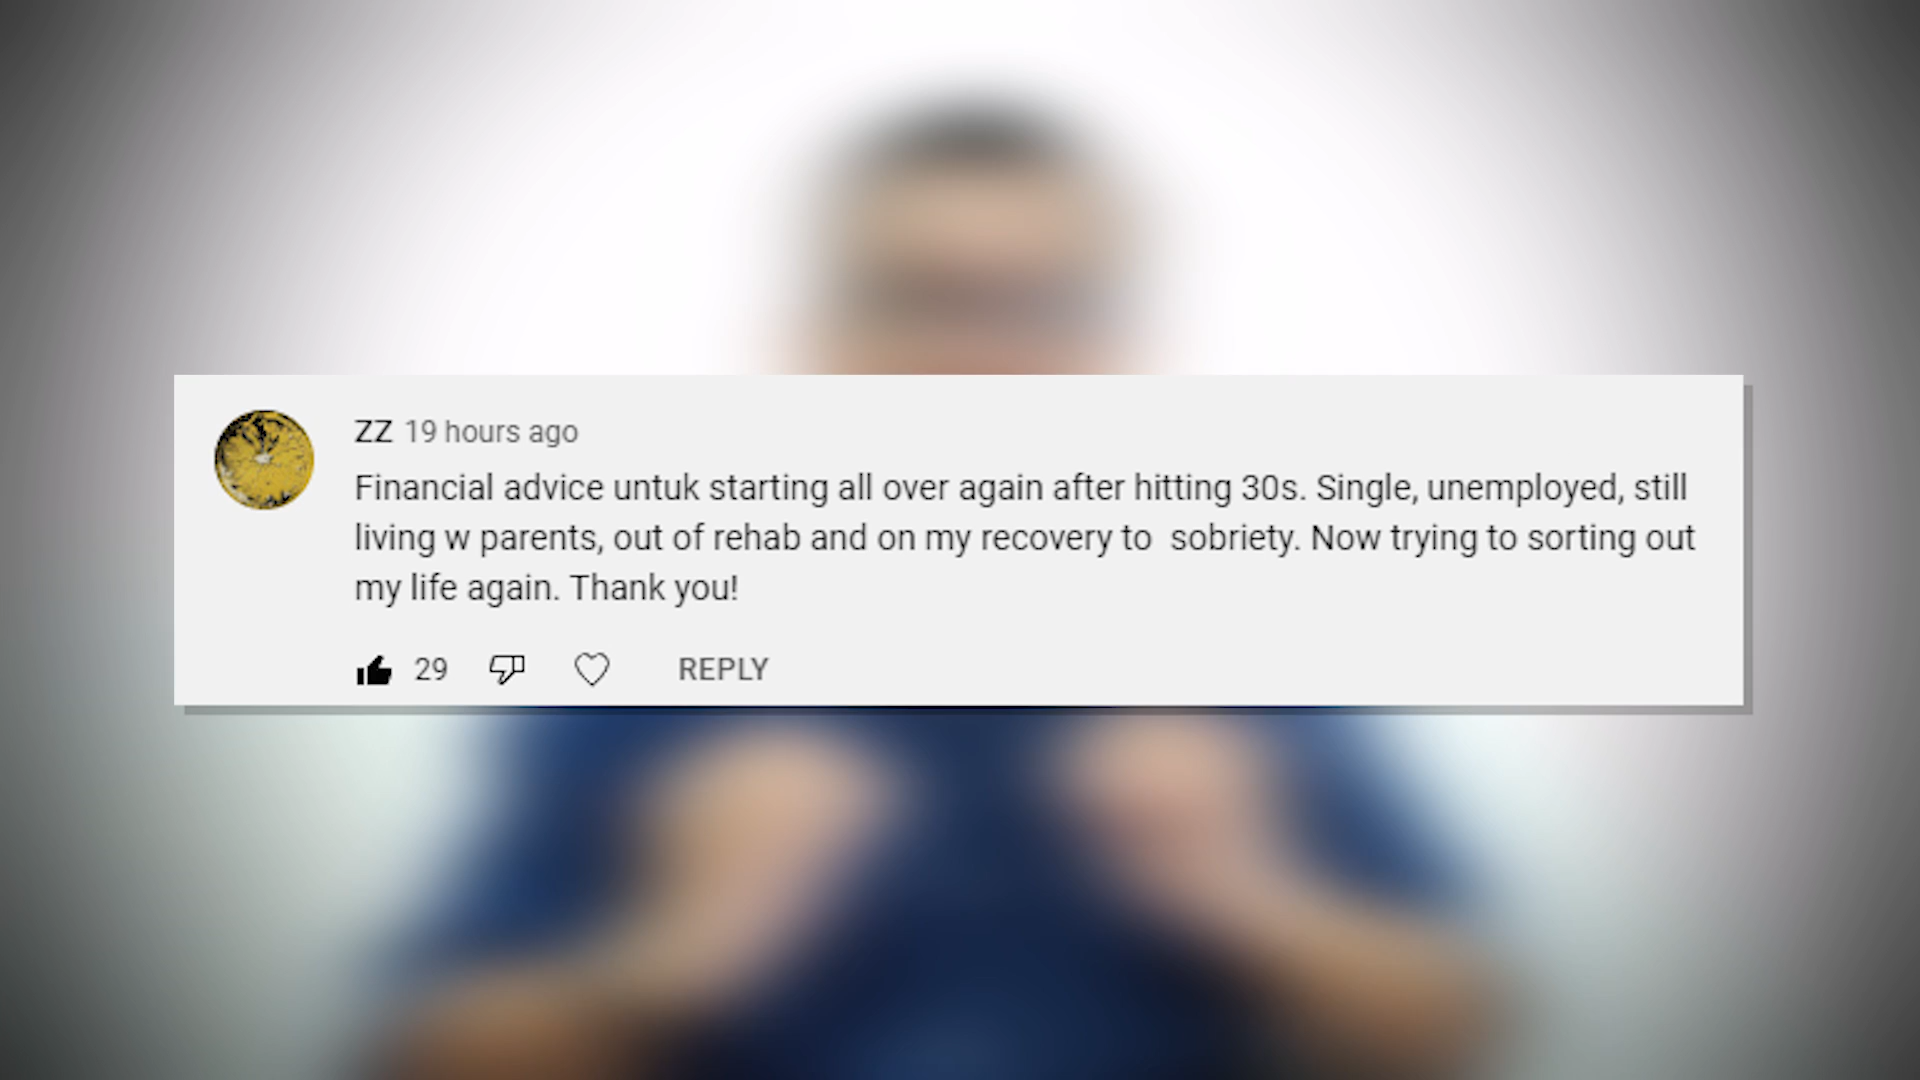 ZZ 19 hours ago
Financial advice untuk starting all over again after hitting 30s. Single, unemployed, still
living w parents, out of rehab and on my recovery to  sobriety. Now trying to sorting out
my life again. Thank you!
29 REPLY